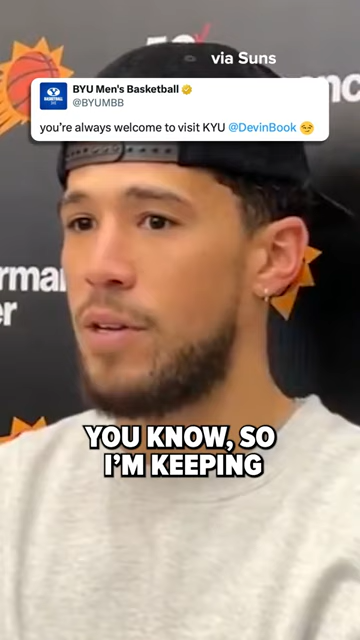 via Suns
BYU Men's Basketball
@BYUMBB
you're always welcome to visit KYU @DevinBook 😏
YOU KNOW, SO
I'M KEEPING